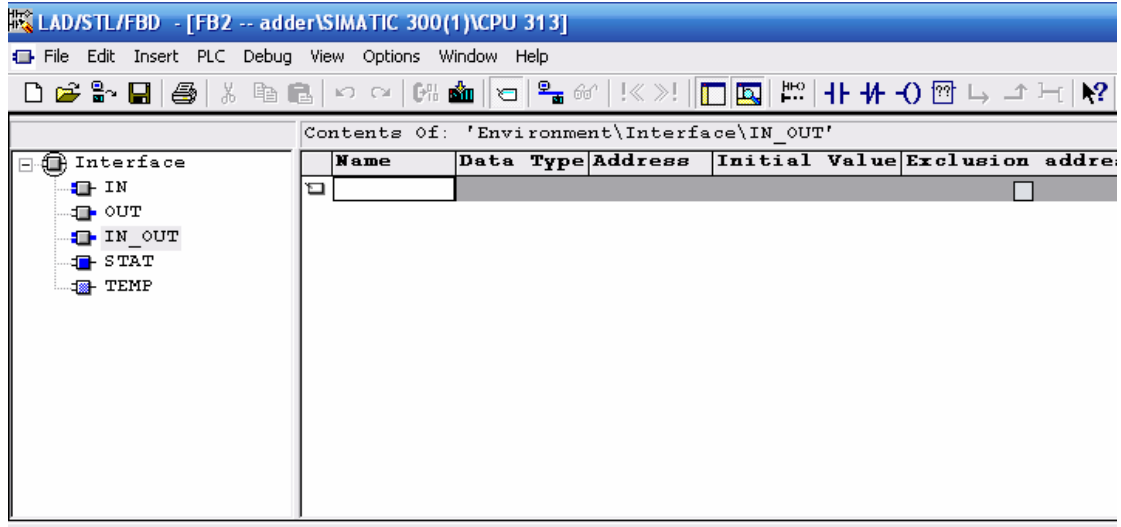 LAD/STL/FBD - [FB2 -- adder\SIMATIC 300(1)\CPU 313]
File Edit Insert PLC Debug View Options Window Help
Contents Of: 'Environment\Interface\IN_OUT'
Interface
IN
OUT
IN_OUT
STAT
TEMP
Name Data Type Address Initial Value Exclusion addre